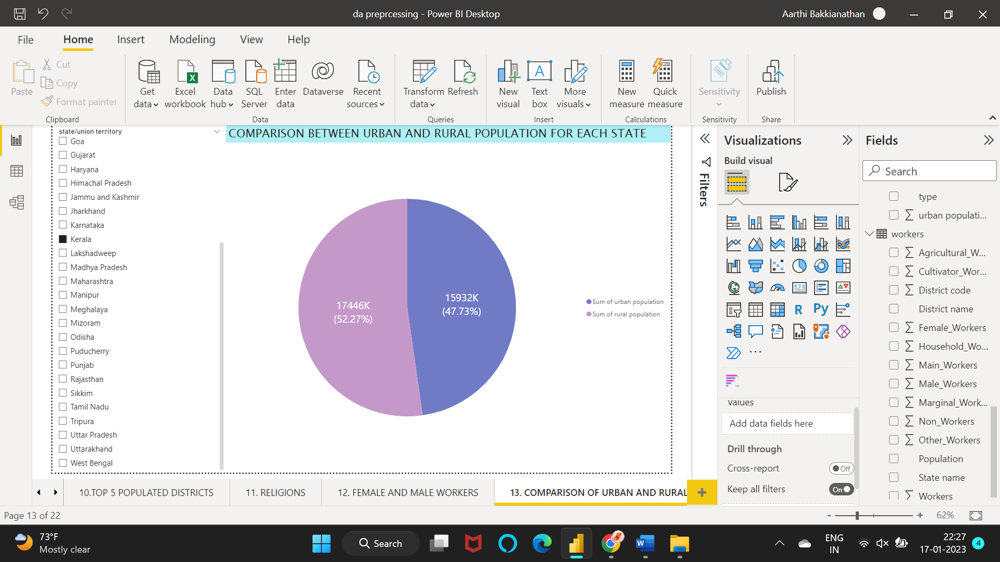 da preprcessing - Power BI Desktop
Aarthi Bakkianathan
File
Home
Insert
Modeling
View
Help
Paste
Cut
Copy
Format painter
Clipboard
Get data
Excel workbook
Data hub
SQL Server
Enter data
Dataverse
Recent sources
Data
Transform data
Refresh
Queries
New visual
Text box
More visuals
Insert
New measure
Quick measure
Calculations
Sensitivity
Sensitivity
Publish
Share
state/union territory
Goa
Gujarat
Haryana
Himachal Pradesh
Jammu and Kashmir
Jharkhand
Karnataka
Kerala
Lakshadweep
Madhya Pradesh
Maharashtra
Manipur
Meghalaya
Mizoram
Odisha
Puducherry
Punjab
Rajasthan
Sikkim
Tamil Nadu
Tripura
Uttar Pradesh
Uttarakhand
West Bengal
COMPARISON BETWEEN URBAN AND RURAL POPULATION FOR EACH STATE
17446K
(52.27%)
15932K
(47.73%)
Sum of urban population
Sum of rural population
Filters
Visualizations
Build visual
123
R
Py
...
Values
Add data fields here
Drill through
Cross-report
Off
Keep all filters
On
Fields
Search
type
urban populati...
workers
Agricultural_W...
Cultivator_Wor...
District code
District name
Female_Workers
Household_Wo...
Main_Workers
Male_Workers
Marginal_Work...
Non_Workers
Other_Workers
Population
State name
Workers
10.TOP 5 POPULATED DISTRICTS
11. RELIGIONS
12. FEMALE AND MALE WORKERS
13. COMPARISON OF URBAN AND RURAL
Page 13 of 22
- + 62%
73°F
Mostly clear
Search
ENG
IN
22:27
17-01-2023
4